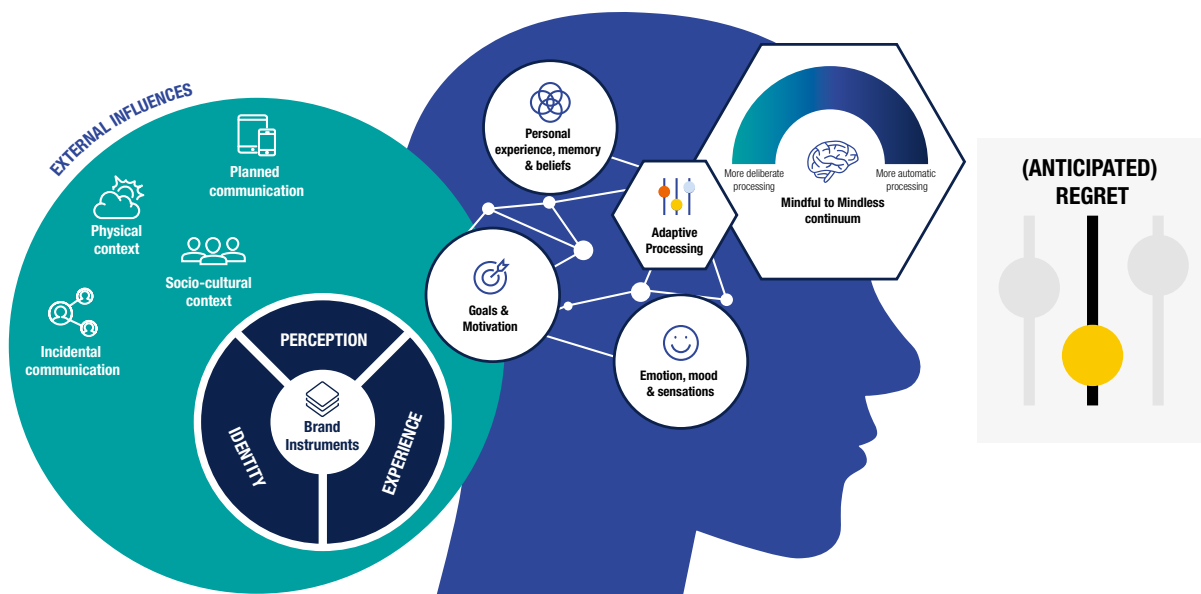 EXTERNAL INFLUENCES
Planned
communication
Physical
context
Socio-cultural
context
Incidental
communication
PERCEPTION
IDENTITY
EXPERIENCE
Brand
Instruments
Personal
experience, memory
& beliefs
Goals &
Motivation
Adaptive
Processing
Emotion, mood
& sensations
More deliberate
processing
More automatic
processing
Mindful to Mindless
continuum
(ANTICIPATED)
REGRET